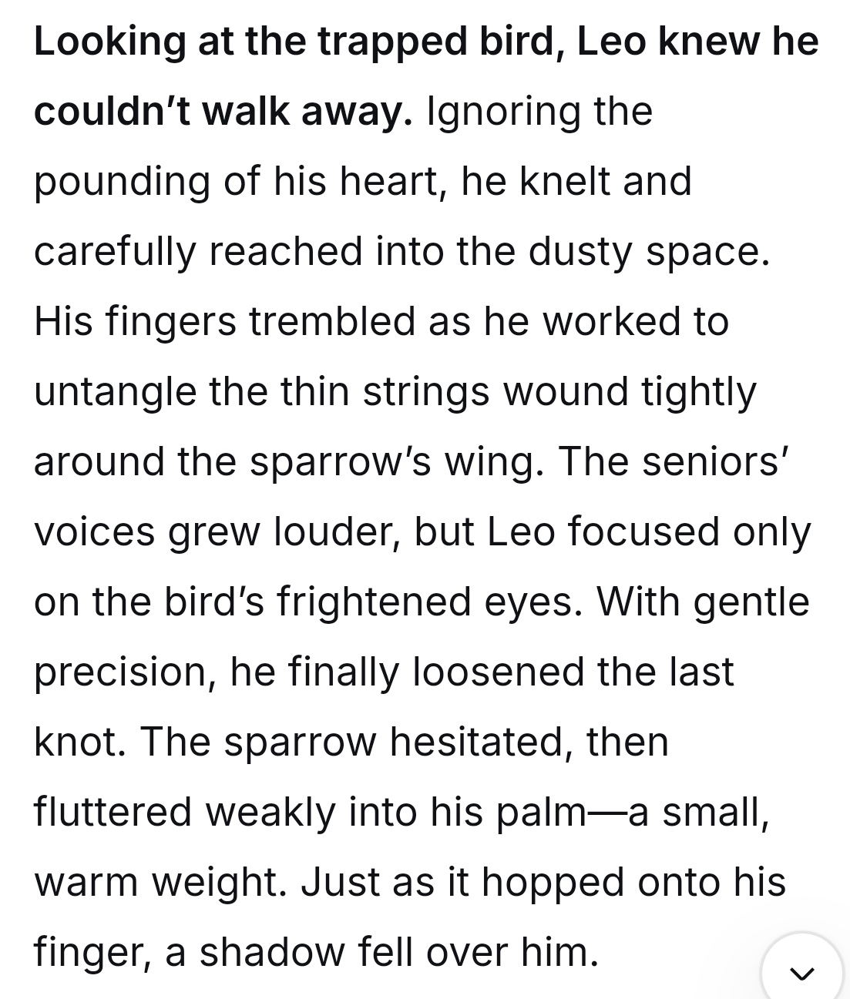 Looking at the trapped bird, Leo knew he
couldn’t walk away. Ignoring the
pounding of his heart, he knelt and
carefully reached into the dusty space.
His fingers trembled as he worked to
untangle the thin strings wound tightly
around the sparrow’s wing. The seniors’
voices grew louder, but Leo focused only
on the bird’s frightened eyes. With gentle
precision, he finally loosened the last
knot. The sparrow hesitated, then
fluttered weakly into his palm—a small,
warm weight. Just as it hopped onto his
finger, a shadow fell over him.